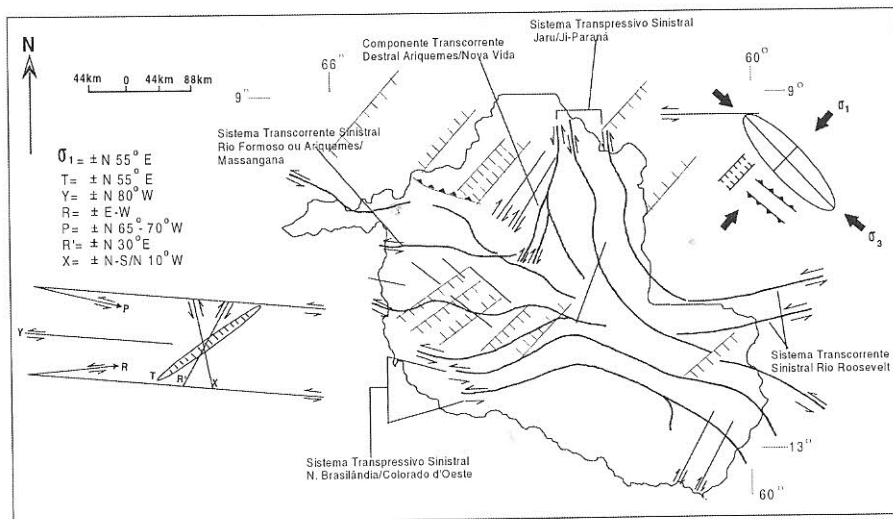 N
44km 0 44km 88km
66°
9°
Sistema Transpressivo Sinistral
Jaru/Ji-Paraná
Componente Transcorrente
Destral Ariquemes/Nova Vida
60°
9°
Sistema Transcorrente Sinistral
Rio Formoso ou Ariquemes/
Massangana
σ1
σ3
σ1= ± N 55° E
T= ± N 55° E
Y= ± N 80° W
R= ± E-W
P= ± N 65°-70° W
R'= ± N 30° E
X= ± N-S/N 10° W
P
Y
R
T
R'
X
Sistema Transcorrente
Sinistral Rio Roosevelt
13°
60°
Sistema Transpressivo Sinistral
N. Brasilândia/Colorado d'Oeste